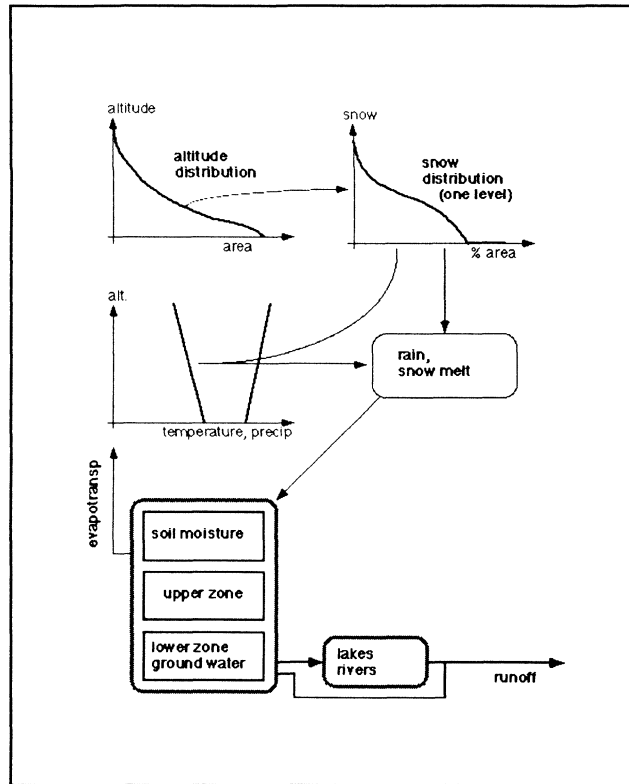 altitude
altitude
distribution
area
snow
snow
distribution
(one level)
% area
alt.
temperature, precip
rain,
snow melt
evapotransp
soil moisture
upper zone
lower zone
ground water
lakes
rivers
runoff